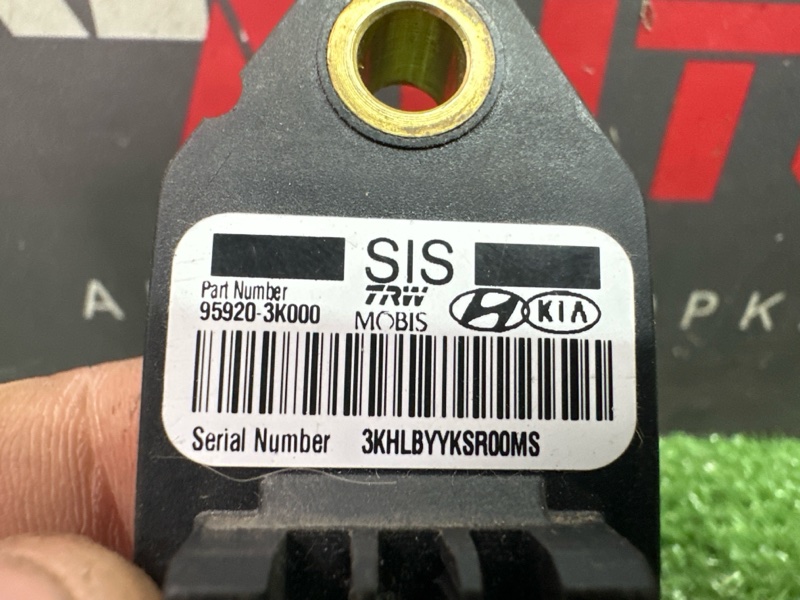 SIS
Part Number
TRW
95920-3K000
MOBIS
KIA
Serial Number 3KHLBYYKSR00MS